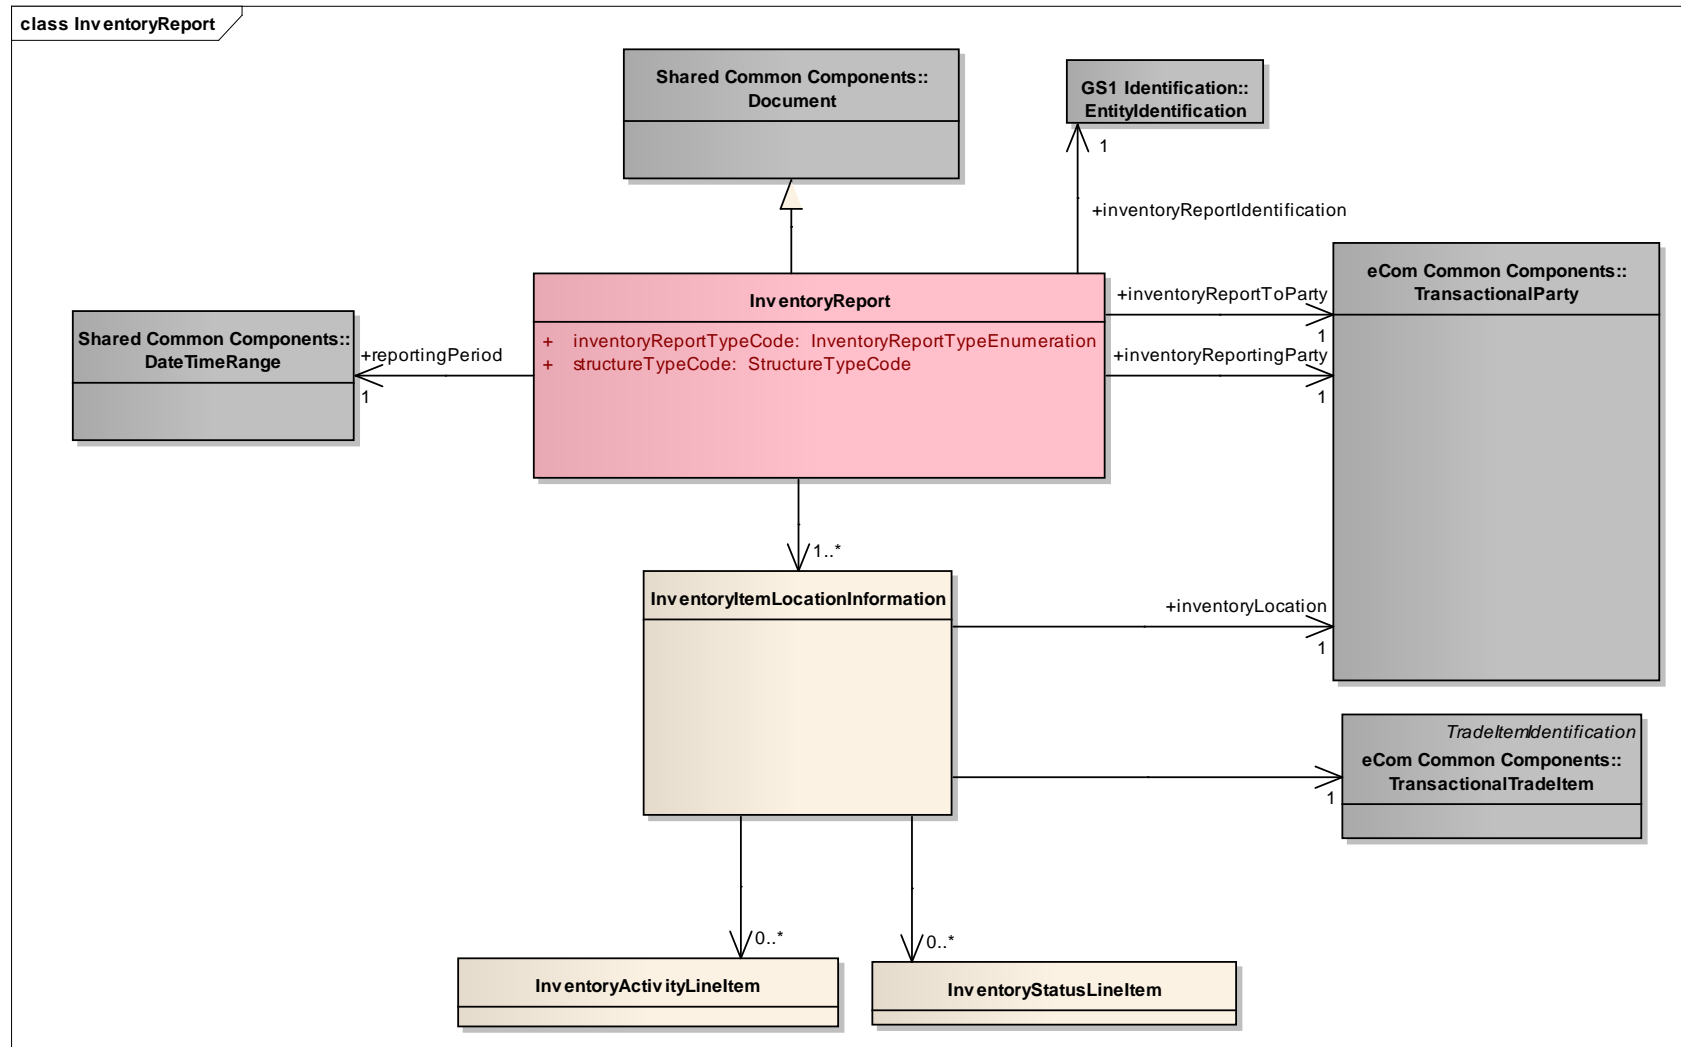 class InventoryReport
Shared Common Components::
Document
GS1 Identification::
EntityIdentification
1
+inventoryReportIdentification
eCom Common Components::
TransactionalParty
InventoryReport
+ inventoryReportTypeCode: InventoryReportTypeEnumeration
+ structureTypeCode: StructureTypeCode
+inventoryReportToParty
1
+inventoryReportingParty
1
Shared Common Components::
DateTimeRange
+reportingPeriod
1
1..*
InventoryItemLocationInformation
+inventoryLocation
1
TradeItemIdentification
eCom Common Components::
TransactionalTradeItem
1
0..*
0..*
InventoryActivityLineItem
InventoryStatusLineItem